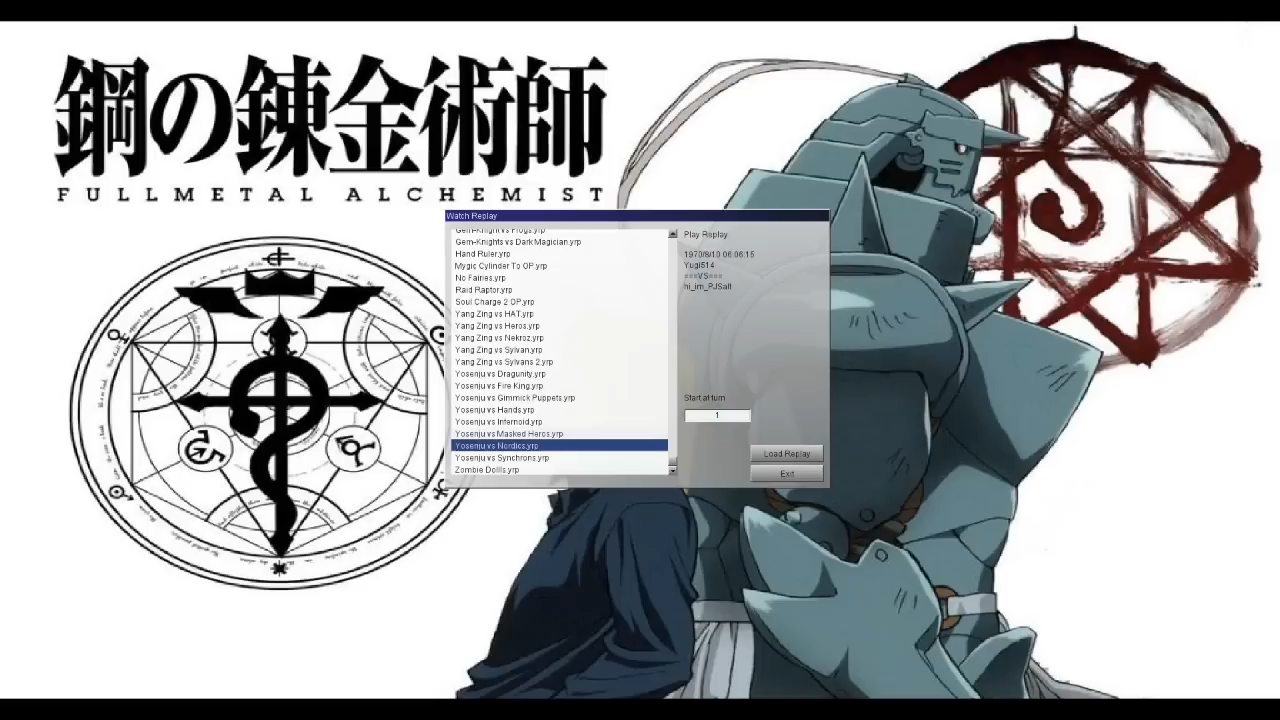 鋼の錬金術師
FULLMETAL ALCHEMIST
Watch Replay
Gem-Knight vs Frogs.yrp
Gem-Knights vs Dark Magician.yrp
Hand Ruler.yrp
Mygic Cylinder To OP.yrp
No Fairies.yrp
Raid Raptor.yrp
Soul Charge 2 OP.yrp
Yang Zing vs HAT.yrp
Yang Zing vs Heros.yrp
Yang Zing vs Nekroz.yrp
Yang Zing vs Sylvan.yrp
Yang Zing vs Sylvans 2.yrp
Yosenju vs Dragunity.yrp
Yosenju vs Fire King.yrp
Yosenju vs Gimmick Puppets.yrp
Yosenju vs Hands.yrp
Yosenju vs Infernoid.yrp
Yosenju vs Masked Heros.yrp
Yosenju vs Nordics.yrp
Yosenju vs Synchrons.yrp
Zombie Dollls.yrp
Play Replay
1970/8/10 06:06:15
Yugi514
===VS===
hi_im_PJSalt
Start at turn
1
Load Replay
Exit